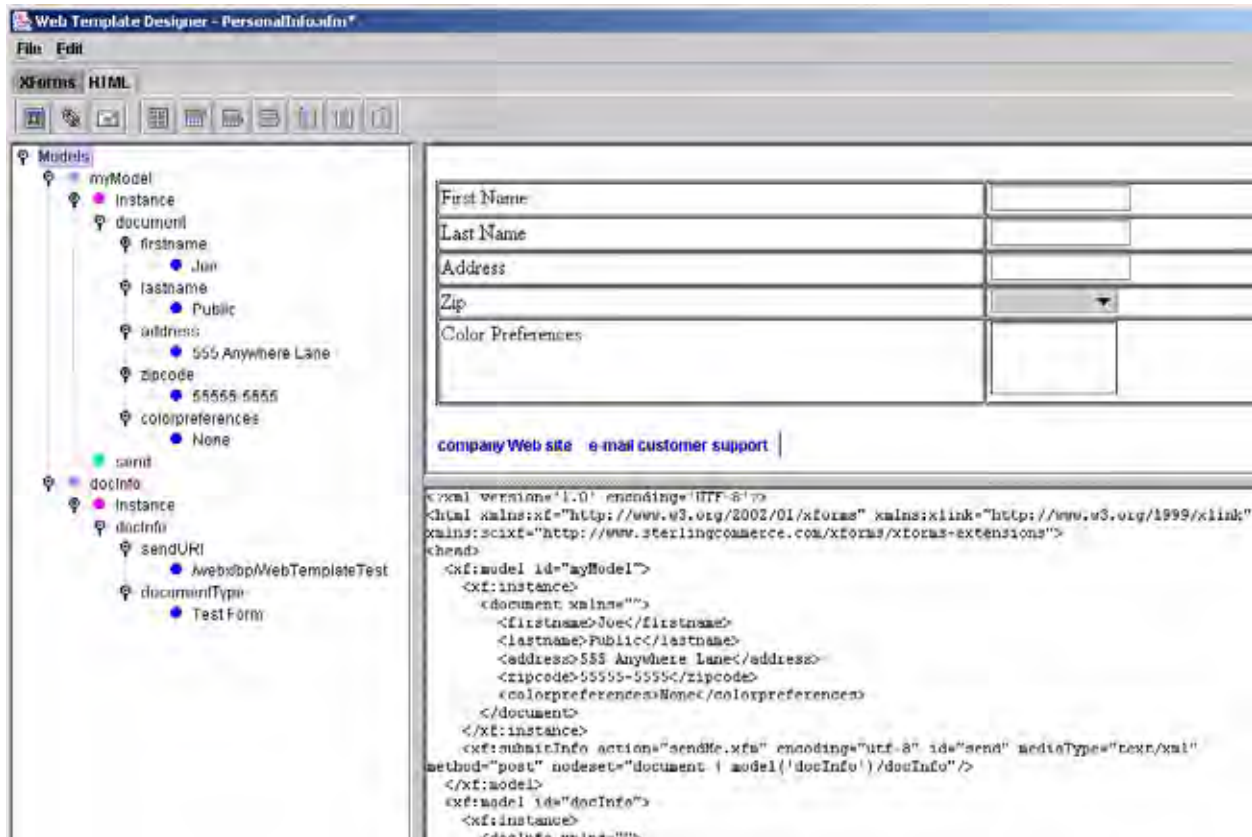 Web Template Designer - PersonalInfo.xfm*
File Edit
XForms HTML
Models
myModel
instance
document
firstname
Joe
lastname
Public
address
555 Anywhere Lane
zipcode
55555-5555
colorpreferences
None
send
docInfo
instance
docInfo
sendURI
/webxlbp/WebTemplateTest
documentType
Test Form
First Name
Last Name
Address
Zip
Color Preferences
company Web site e-mail customer support
<?xml version='1.0' encoding='UTF-8'?>
<html xmlns:xf="http://www.w3.org/2002/01/xforms" xmlns:xlink="http://www.w3.org/1999/xlink"
xmlns:scixf="http://www.sterlingcommerce.com/xforms/xforms-extensions">
<head>
<xf:model id="myModel">
<xf:instance>
<document xmlns="">
<firstname>Joe</firstname>
<lastname>Public</lastname>
<address>555 Anywhere Lane</address>
<zipcode>55555-5555</zipcode>
<colorpreferences>None</colorpreferences>
</document>
</xf:instance>
<xf:submitInfo action="sendMe.xfm" encoding="utf-8" id="send" mediaType="text/xml"
method="post" nodeset="document | model('docInfo')/docInfo"/>
</xf:model>
<xf:model id="docInfo">
<xf:instance>
<docInfo xmlns="">